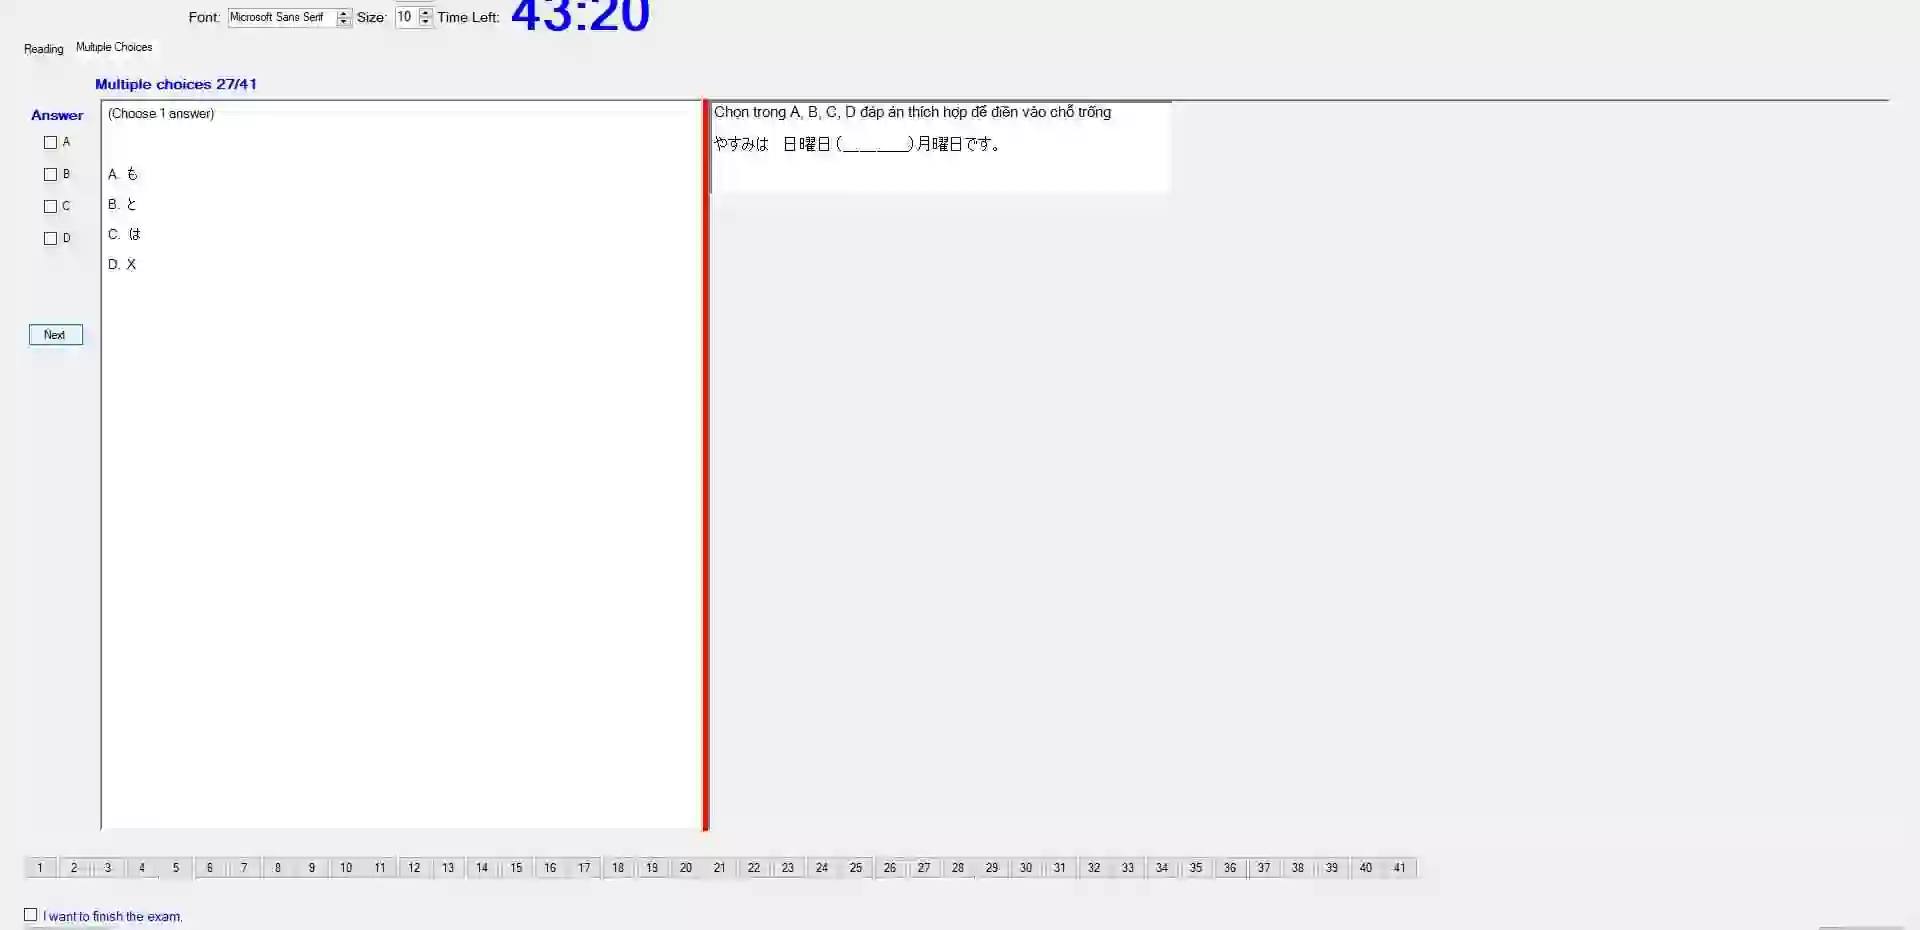 Font: Microsoft Sans Serif Size: 10 Time Left: 43:20
Reading Multiple Choices
Multiple choices 27/41
Answer
A
B
C
D
Next
(Choose 1 answer)
A. も
B. と
C. は
D. X
Chọn trong A, B, C, D đáp án thích hợp để điền vào chỗ trống
やすみは 日曜日 (________) 月曜日です。
1 2 3 4 5 6 7 8 9 10 11 12 13 14 15 16 17 18 19 20 21 22 23 24 25 26 27 28 29 30 31 32 33 34 35 36 37 38 39 40 41
I want to finish the exam.